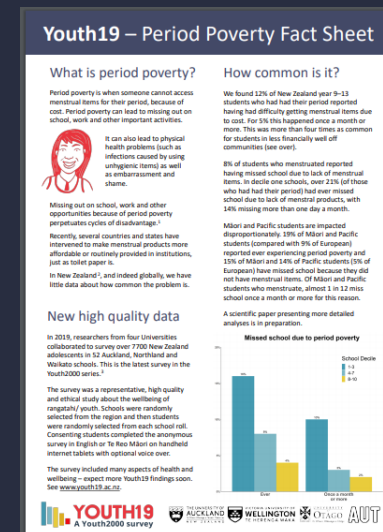 Youth19 – Period Poverty Fact Sheet
What is period poverty?
Period poverty is when someone cannot access
menstrual items for their period, because of
cost. Period poverty can lead to missing out on
school, work and other important activities.
It can also lead to physical
health problems (such as
infections caused by using
unhygienic items) as well
as embarrassment and
shame.
Missing out on school, work and other
opportunities because of period poverty
perpetuates cycles of disadvantage.¹
Recently, several countries and states have
intervened to make menstrual products more
affordable or routinely provided in institutions,
just as toilet paper is.
In New Zealand², and indeed globally, we have
little data about how common the problem is.
New high quality data
In 2019, researchers from four Universities
collaborated to survey over 7700 New Zealand
adolescents in 52 Auckland, Northland and
Waikato schools. This is the latest survey in the
Youth2000 series.³
The survey was a representative, high quality
and ethical study about the wellbeing of
rangatahi/ youth. Schools were randomly
selected from the region and then students
were randomly selected from each school roll.
Consenting students completed the anonymous
survey in English or Te Reo Māori on handheld
internet tablets with optional voice over.
The survey included many aspects of health and
wellbeing – expect more Youth19 findings soon.
See www.youth19.ac.nz.
How common is it?
We found 12% of New Zealand year 9–13
students who had had their period reported
having had difficulty getting menstrual items due
to cost. For 5% this happened once a month or
more. This was more than four times as common
for students in less financially well off
communities (see over).
8% of students who menstruated reported
having missed school due to lack of menstrual
items. In decile one schools, over 21% (of those
who had had their period) had ever missed
school due to lack of menstral products, with
14% missing more than one day a month.
Māori and Pacific students are impacted
disproportionately. 19% of Māori and Pacific
students (compared with 9% of European)
reported ever experiencing period poverty and
15% of Māori and 14% of Pacific students (5% of
European) have missed school because they did
not have menstrual items. Of Māori and Pacific
students who menstruate, almost 1 in 12 miss
school once a month or more for this reason.
A scientific paper presenting more detailed
analyses is in preparation.
Missed school due to period poverty
School Decile
1-3
4-7
8-10
Ever
Once a month
or more
YOUTH19
A Youth2000 survey
THE UNIVERSITY OF
AUCKLAND
NEW ZEALAND
WELLINGTON
TE HERENGA WAKA
OTAGO
AUT